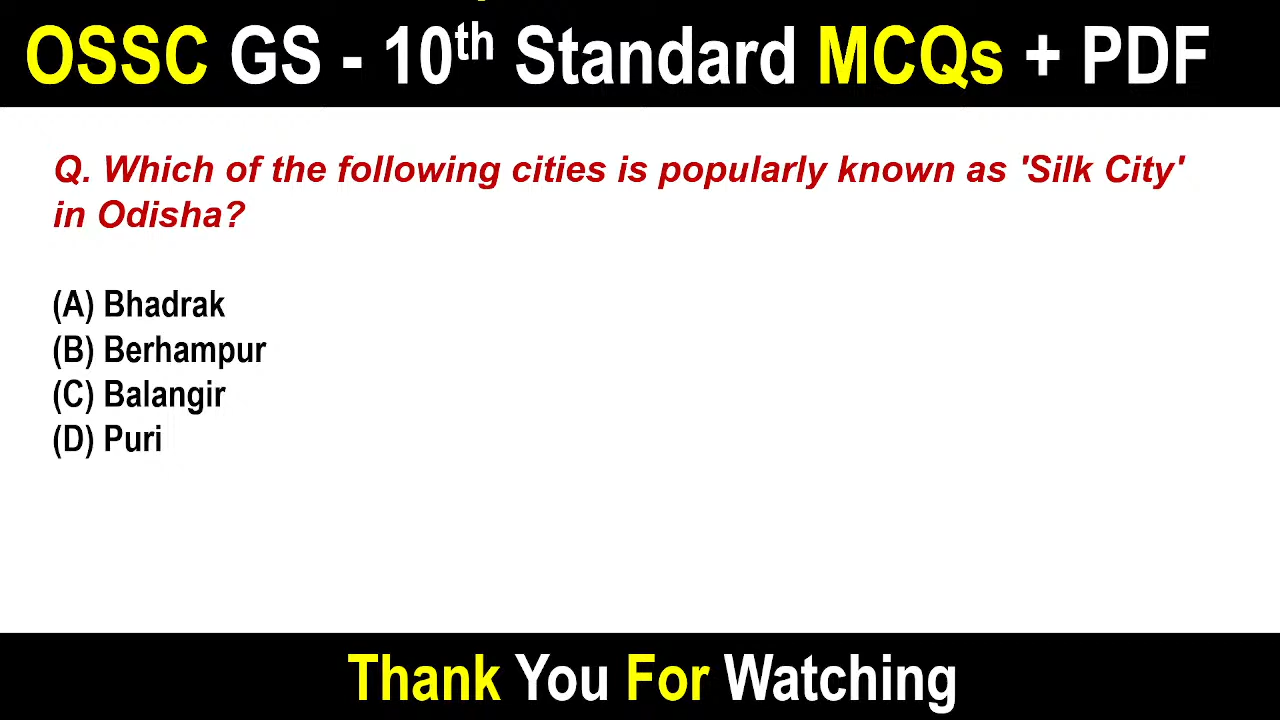 OSSC GS - 10th Standard MCQs + PDF
Q. Which of the following cities is popularly known as 'Silk City'
in Odisha?
(A) Bhadrak
(B) Berhampur
(C) Balangir
(D) Puri
Thank You For Watching